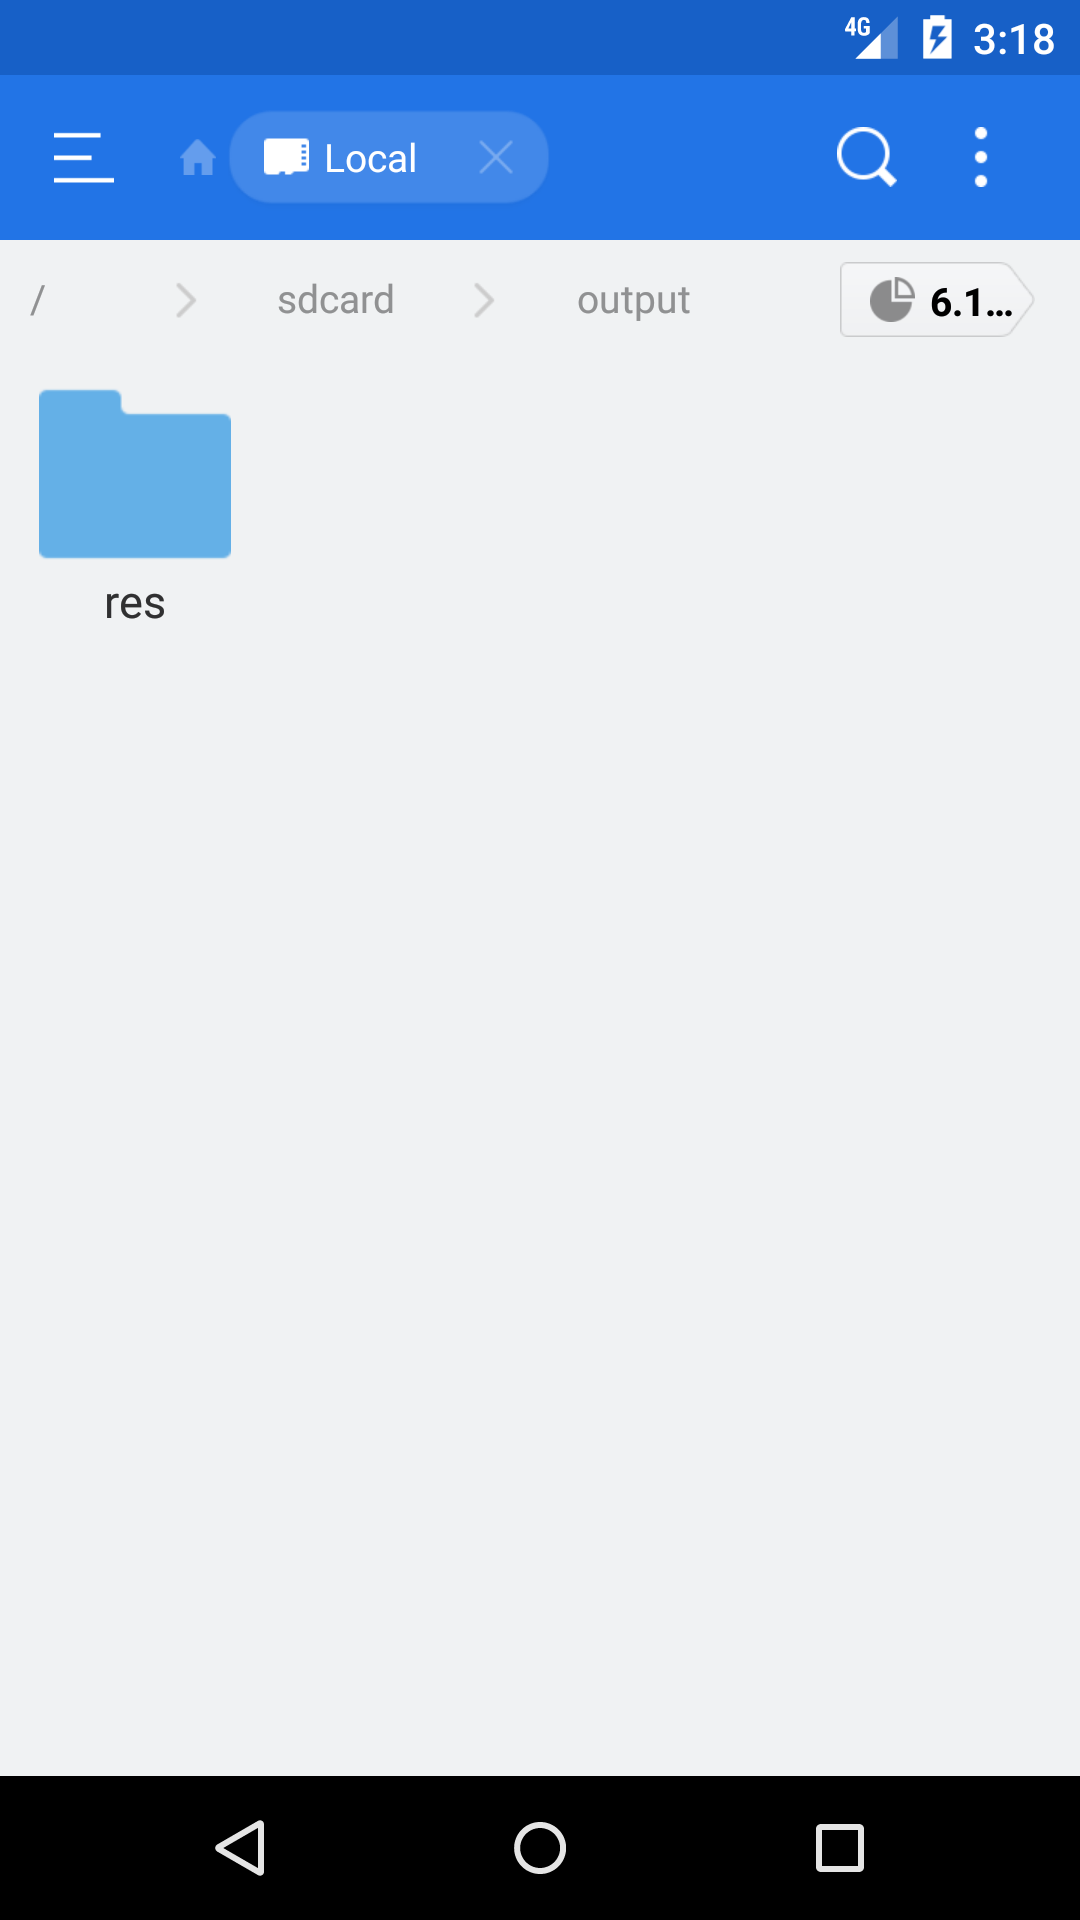 4G 3:18
Local
/ sdcard output 6.1...
res